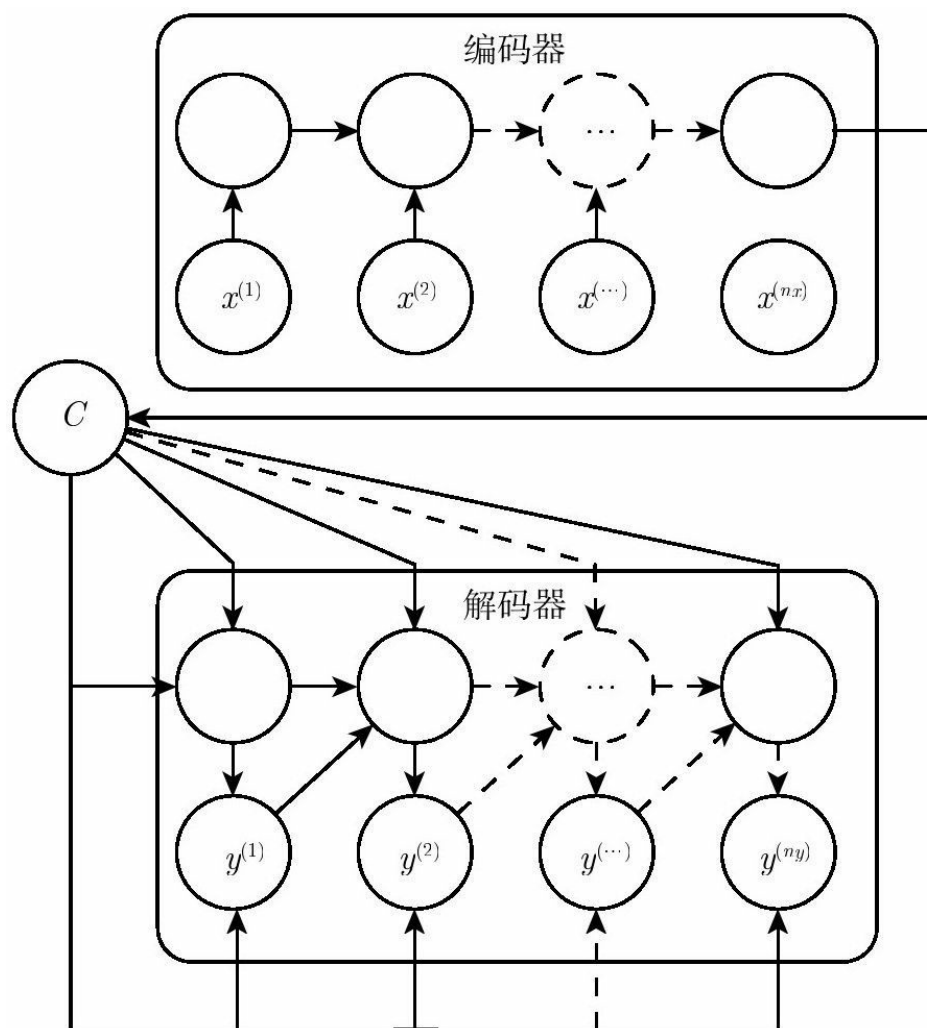 编码器
…
x^(1) x^(2) x^(…) x^(nx)
C
解码器
…
y^(1) y^(2) y^(…) y^(ny)